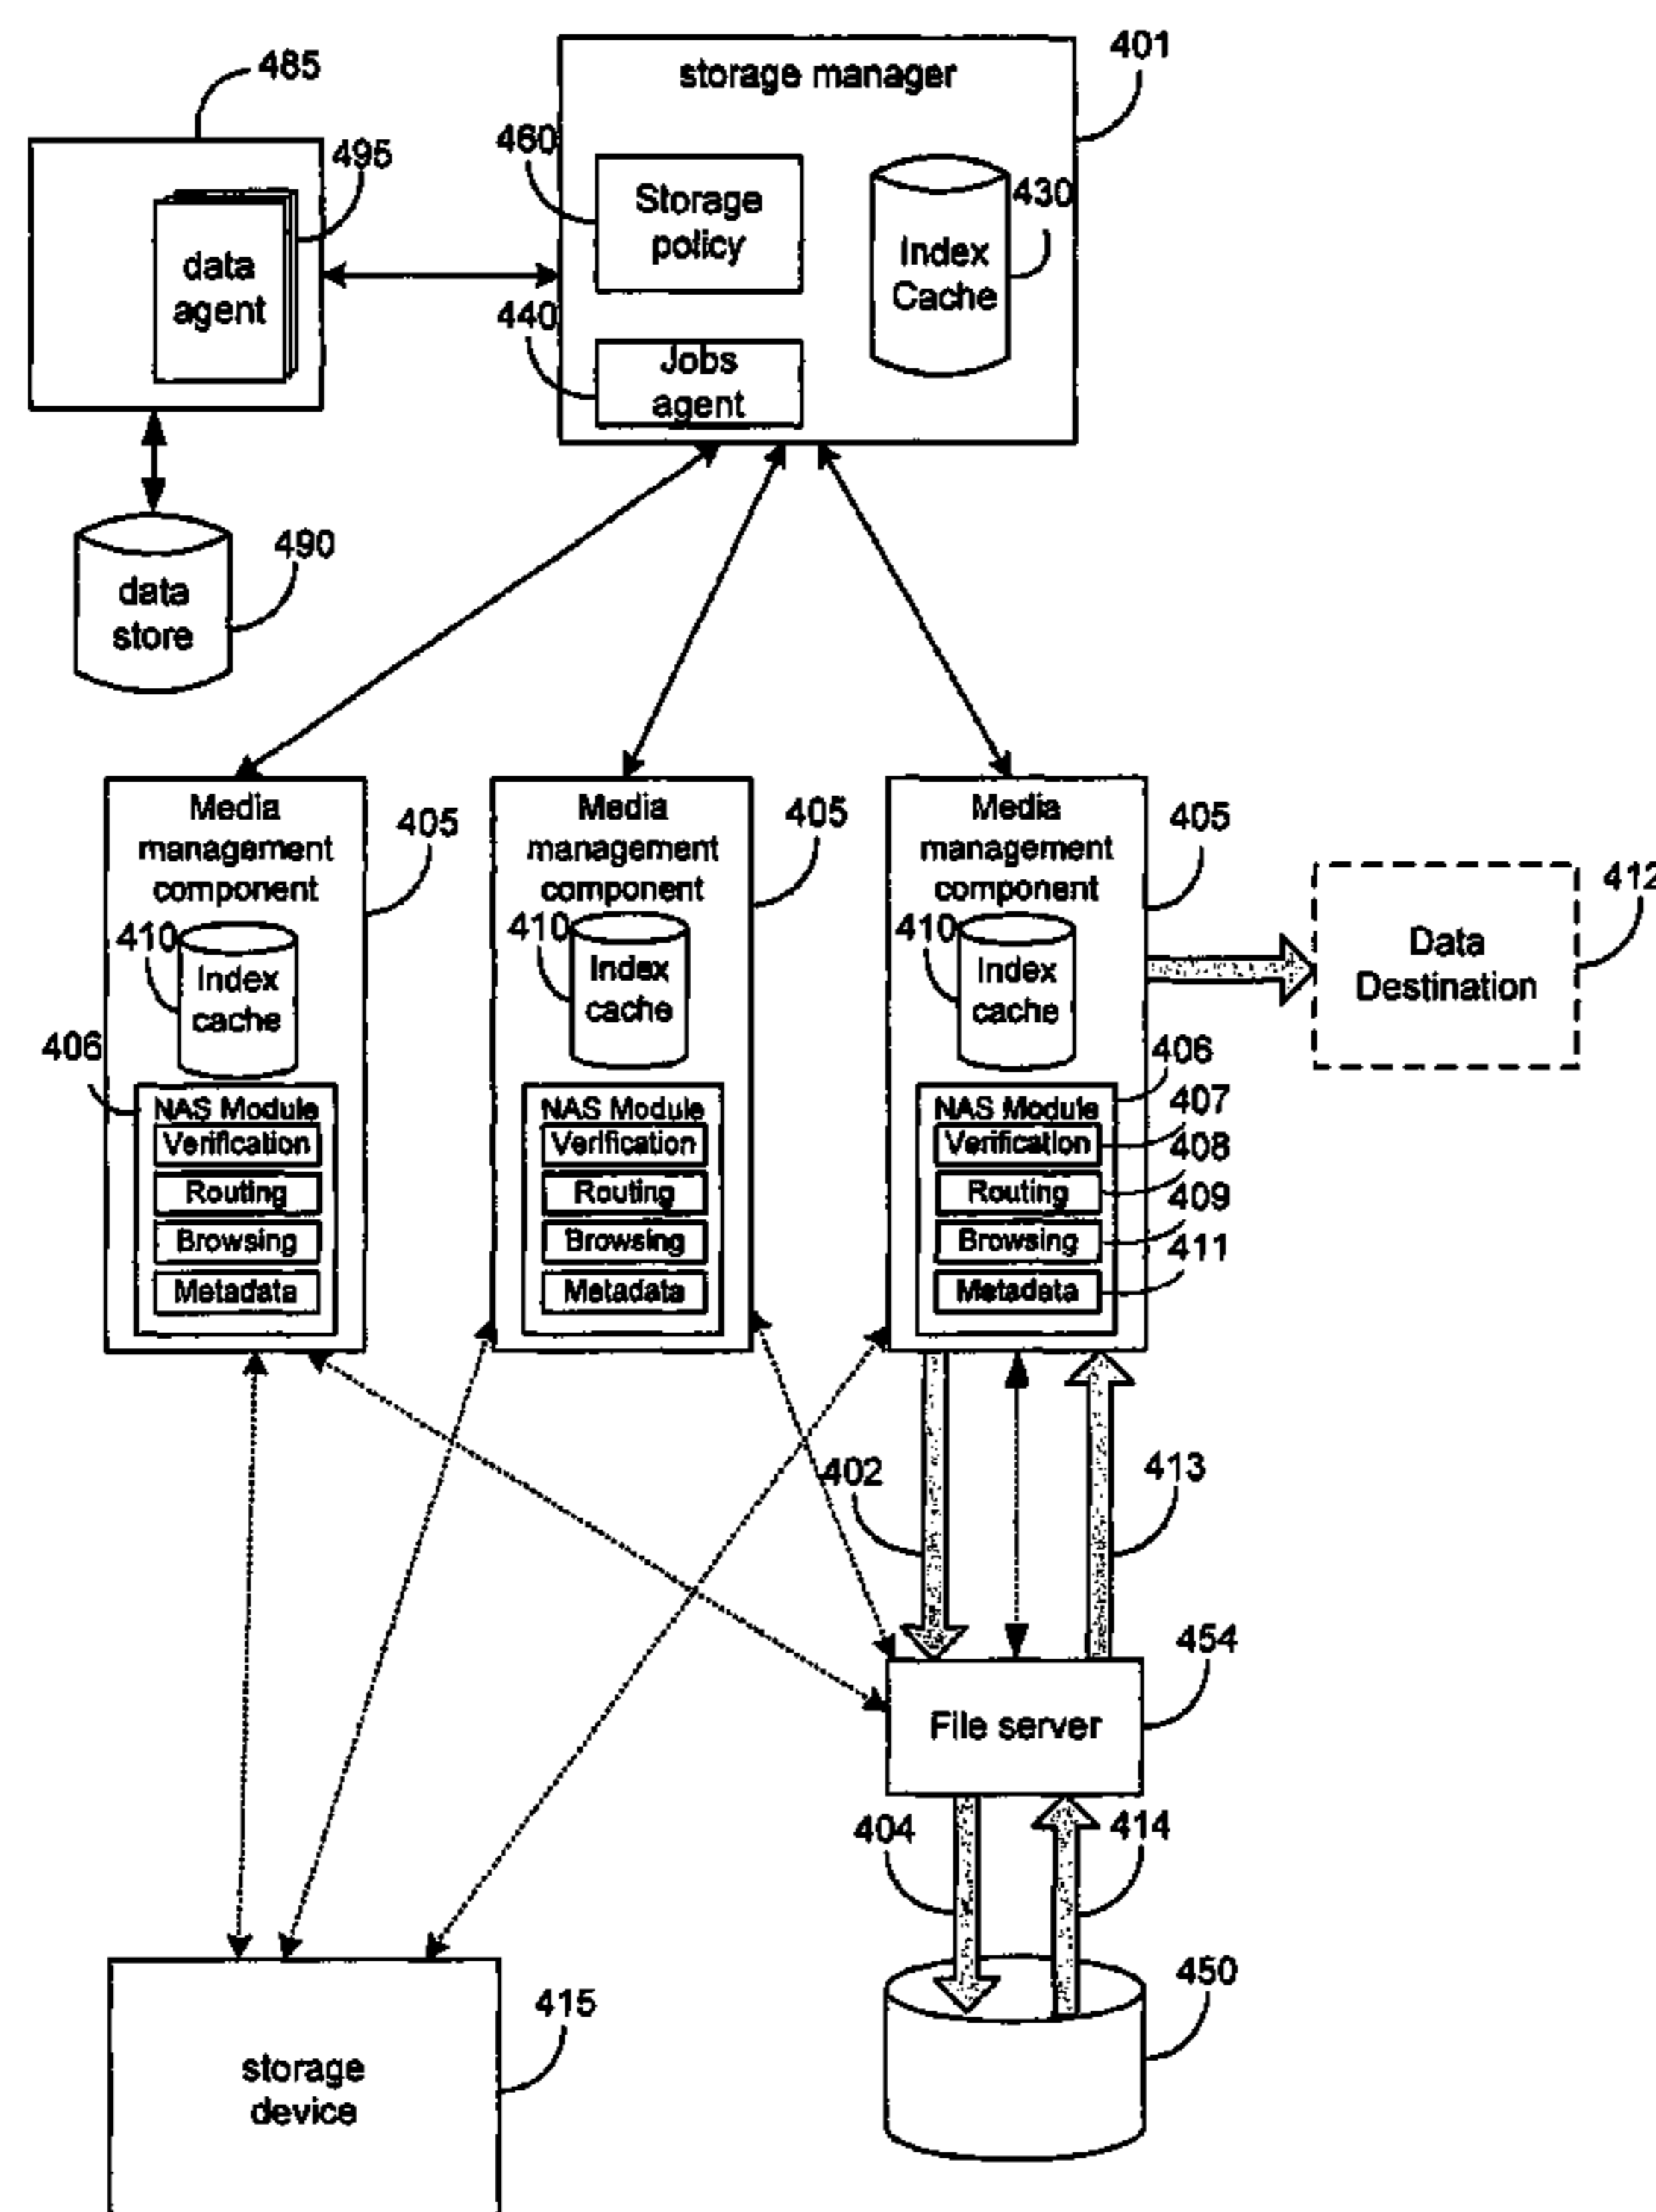 401
storage manager
485
460
495
Storage
policy
430
Index
Cache
data
agent
440
Jobs
agent
490
data
store
Media
management
component
405
Media
management
component
405
Media
management
component
405
412
410
Index
cache
410
Index
cache
410
Index
cache
Data
Destination
406
406
NAS Module
Verification
Routing
Browsing
Metadata
NAS Module
Verification
Routing
Browsing
Metadata
NAS Module
Verification
Routing
Browsing
Metadata
407
408
409
411
402
413
454
File server
404
414
450
415
storage
device